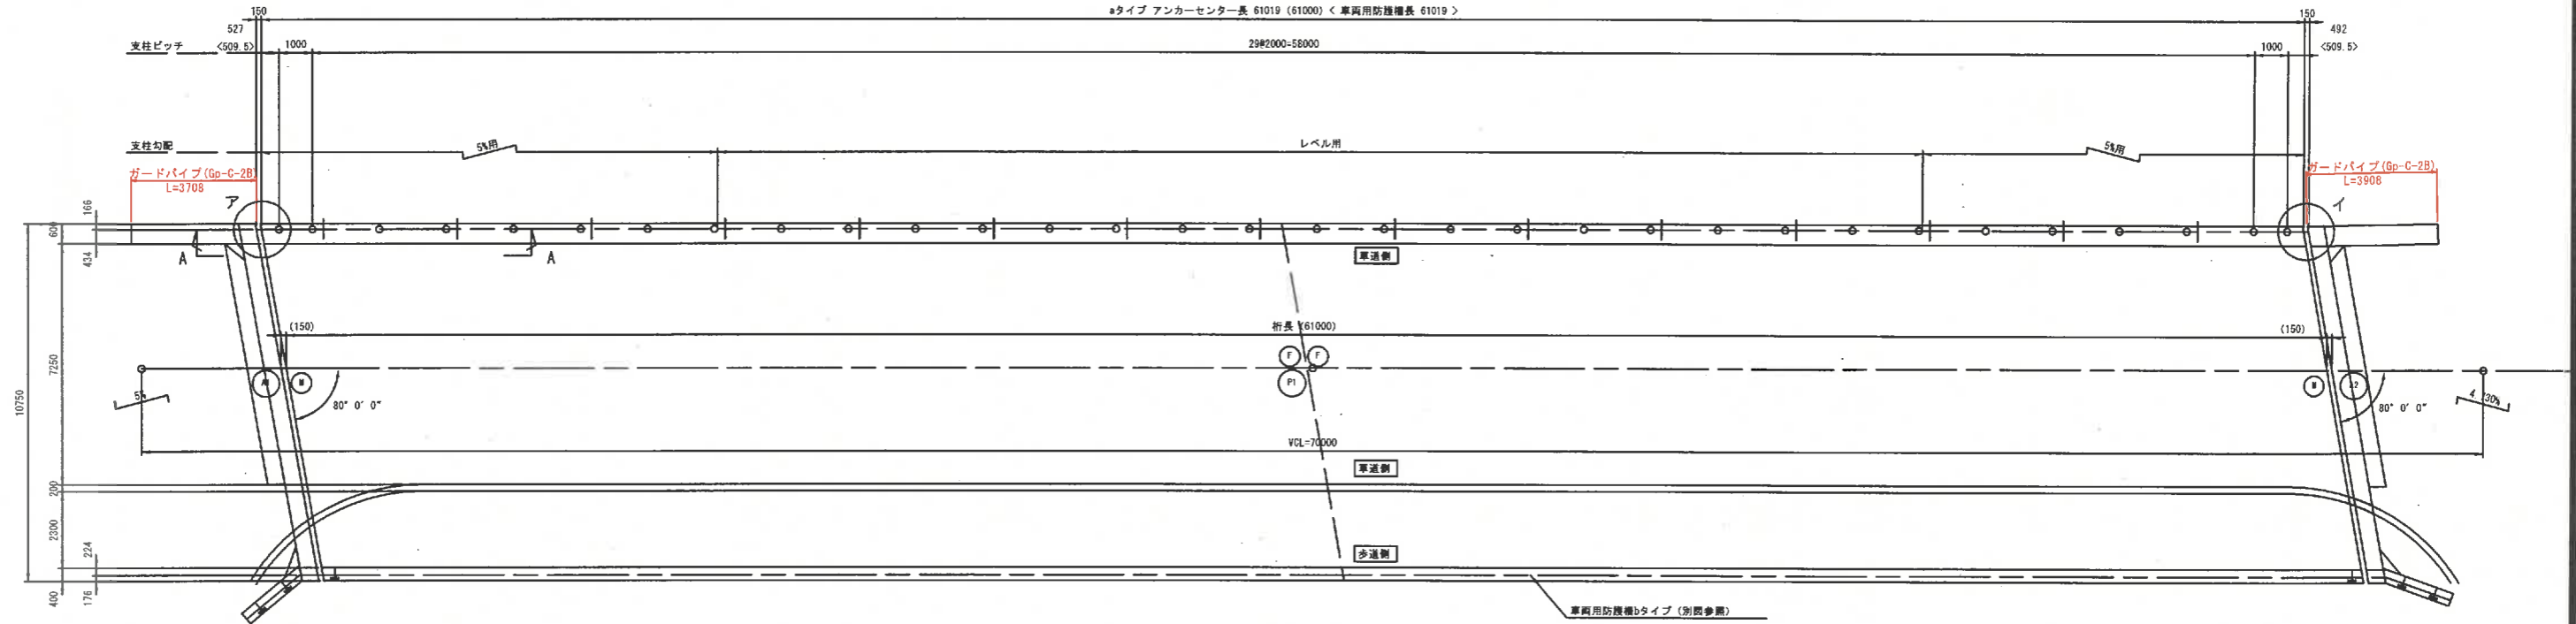 aタイプ アンカーセンター長 61019 (61000) < 車両用防護柵長 61019 >
150
150
527
492
支柱ピッチ
<509.5>
1000
29@2000=58000
1000
<509.5>
支柱勾配
5%用
レベル用
5%用
ガードパイプ(Gp-C-2B)
L=3708
ガードパイプ(Gp-C-2B)
L=3908
ア
イ
166
600
434
A
A
車道側
(150)
桁長 (61000)
(150)
7250
10750
F
F
P1
M
M
A2
80° 0′ 0″
80° 0′ 0″
5%
VCL=70000
車道側
200
2300
224
歩道側
400
176
車両用防護柵bタイプ (別図参照)